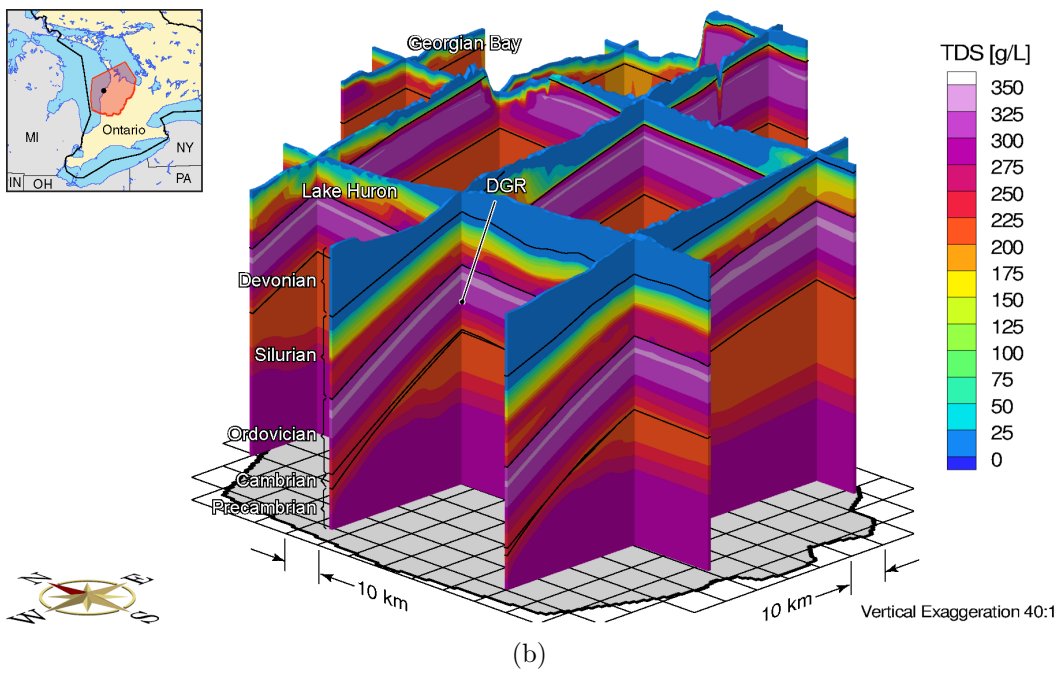 MI
Ontario
NY
PA
IN
OH
Georgian Bay
Lake Huron
DGR
Devonian
Silurian
Ordovician
Cambrian
Precambrian
TDS [g/L]
350
325
300
275
250
225
200
175
150
125
100
75
50
25
0
N
E
W
S
10 km
10 km
Vertical Exaggeration 40:1
(b)